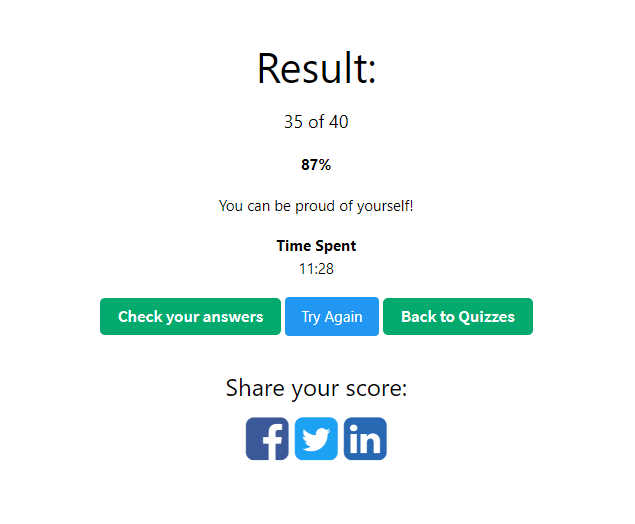 Result:
35 of 40
87%
You can be proud of yourself!
Time Spent
11:28
Check your answers Try Again Back to Quizzes
Share your score:
f in